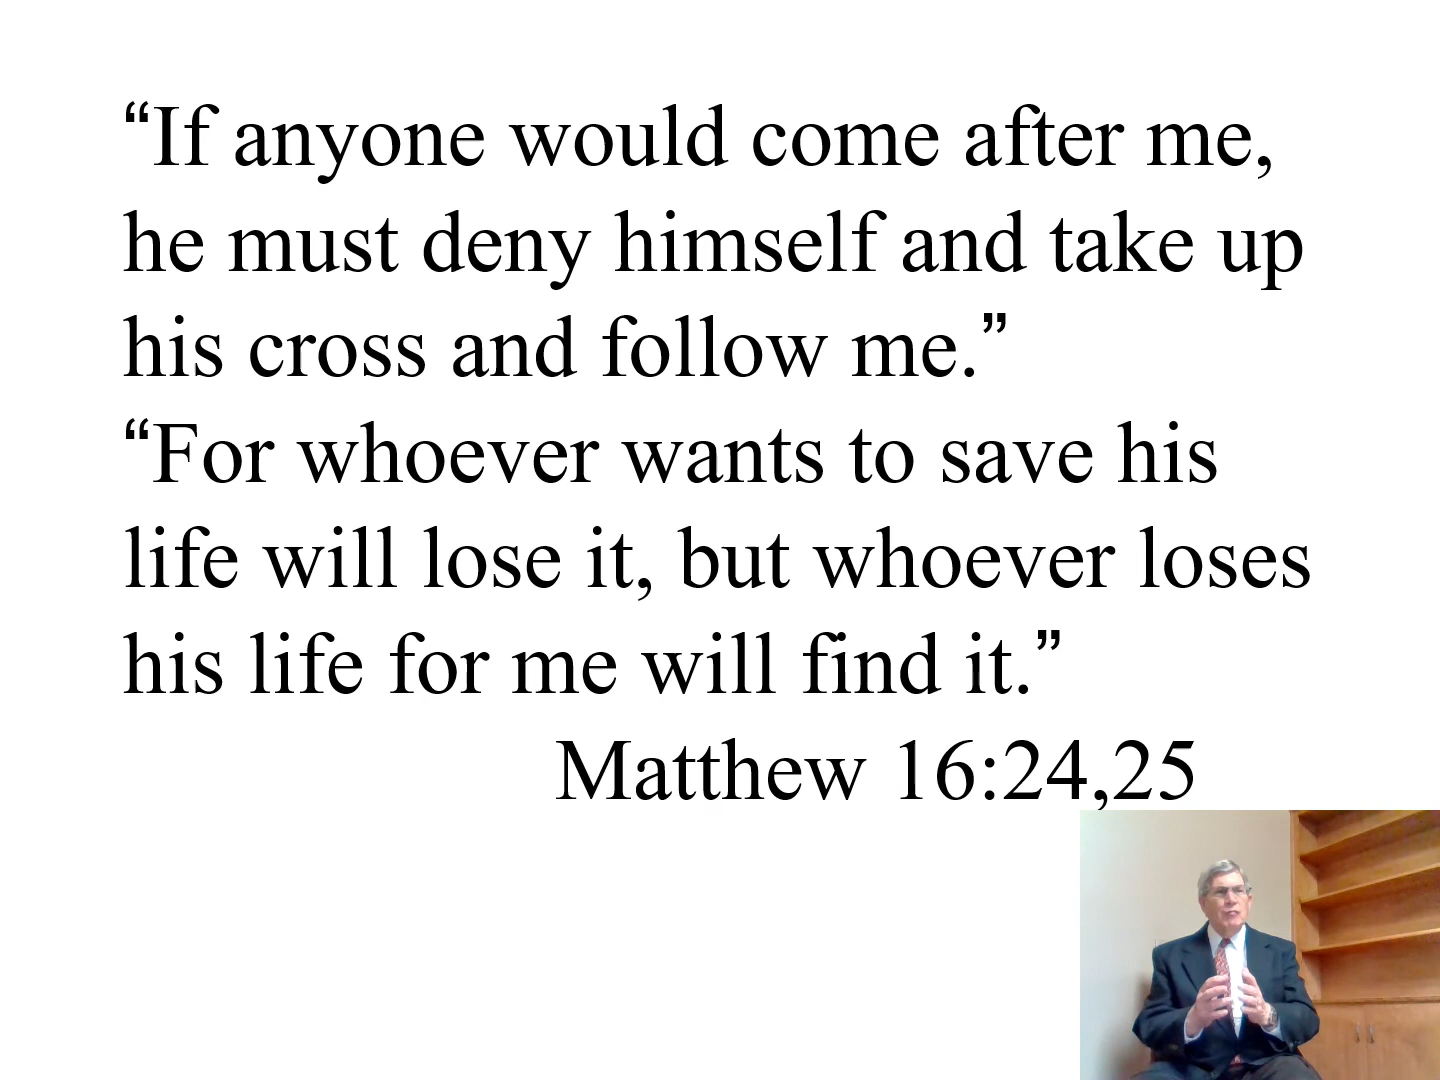 “If anyone would come after me,
he must deny himself and take up
his cross and follow me.”
“For whoever wants to save his
life will lose it, but whoever loses
his life for me will find it.”
Matthew 16:24,25